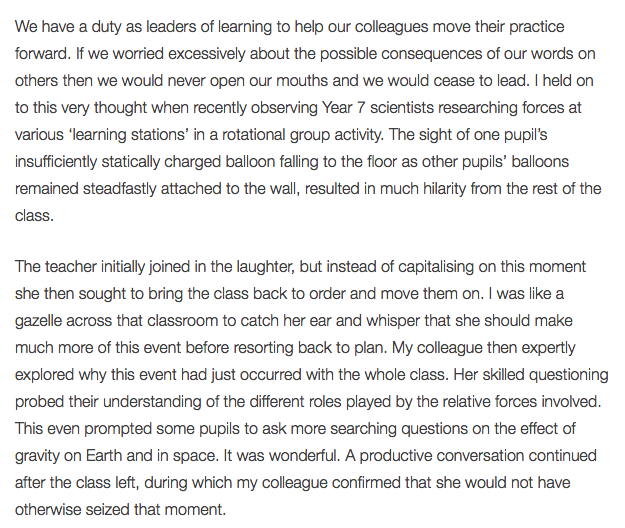 We have a duty as leaders of learning to help our colleagues move their practice
forward. If we worried excessively about the possible consequences of our words on
others then we would never open our mouths and we would cease to lead. I held on
to this very thought when recently observing Year 7 scientists researching forces at
various ‘learning stations’ in a rotational group activity. The sight of one pupil’s
insufficiently statically charged balloon falling to the floor as other pupils’ balloons
remained steadfastly attached to the wall, resulted in much hilarity from the rest of the
class.
The teacher initially joined in the laughter, but instead of capitalising on this moment
she then sought to bring the class back to order and move them on. I was like a
gazelle across that classroom to catch her ear and whisper that she should make
much more of this event before resorting back to plan. My colleague then expertly
explored why this event had just occurred with the whole class. Her skilled questioning
probed their understanding of the different roles played by the relative forces involved.
This even prompted some pupils to ask more searching questions on the effect of
gravity on Earth and in space. It was wonderful. A productive conversation continued
after the class left, during which my colleague confirmed that she would not have
otherwise seized that moment.